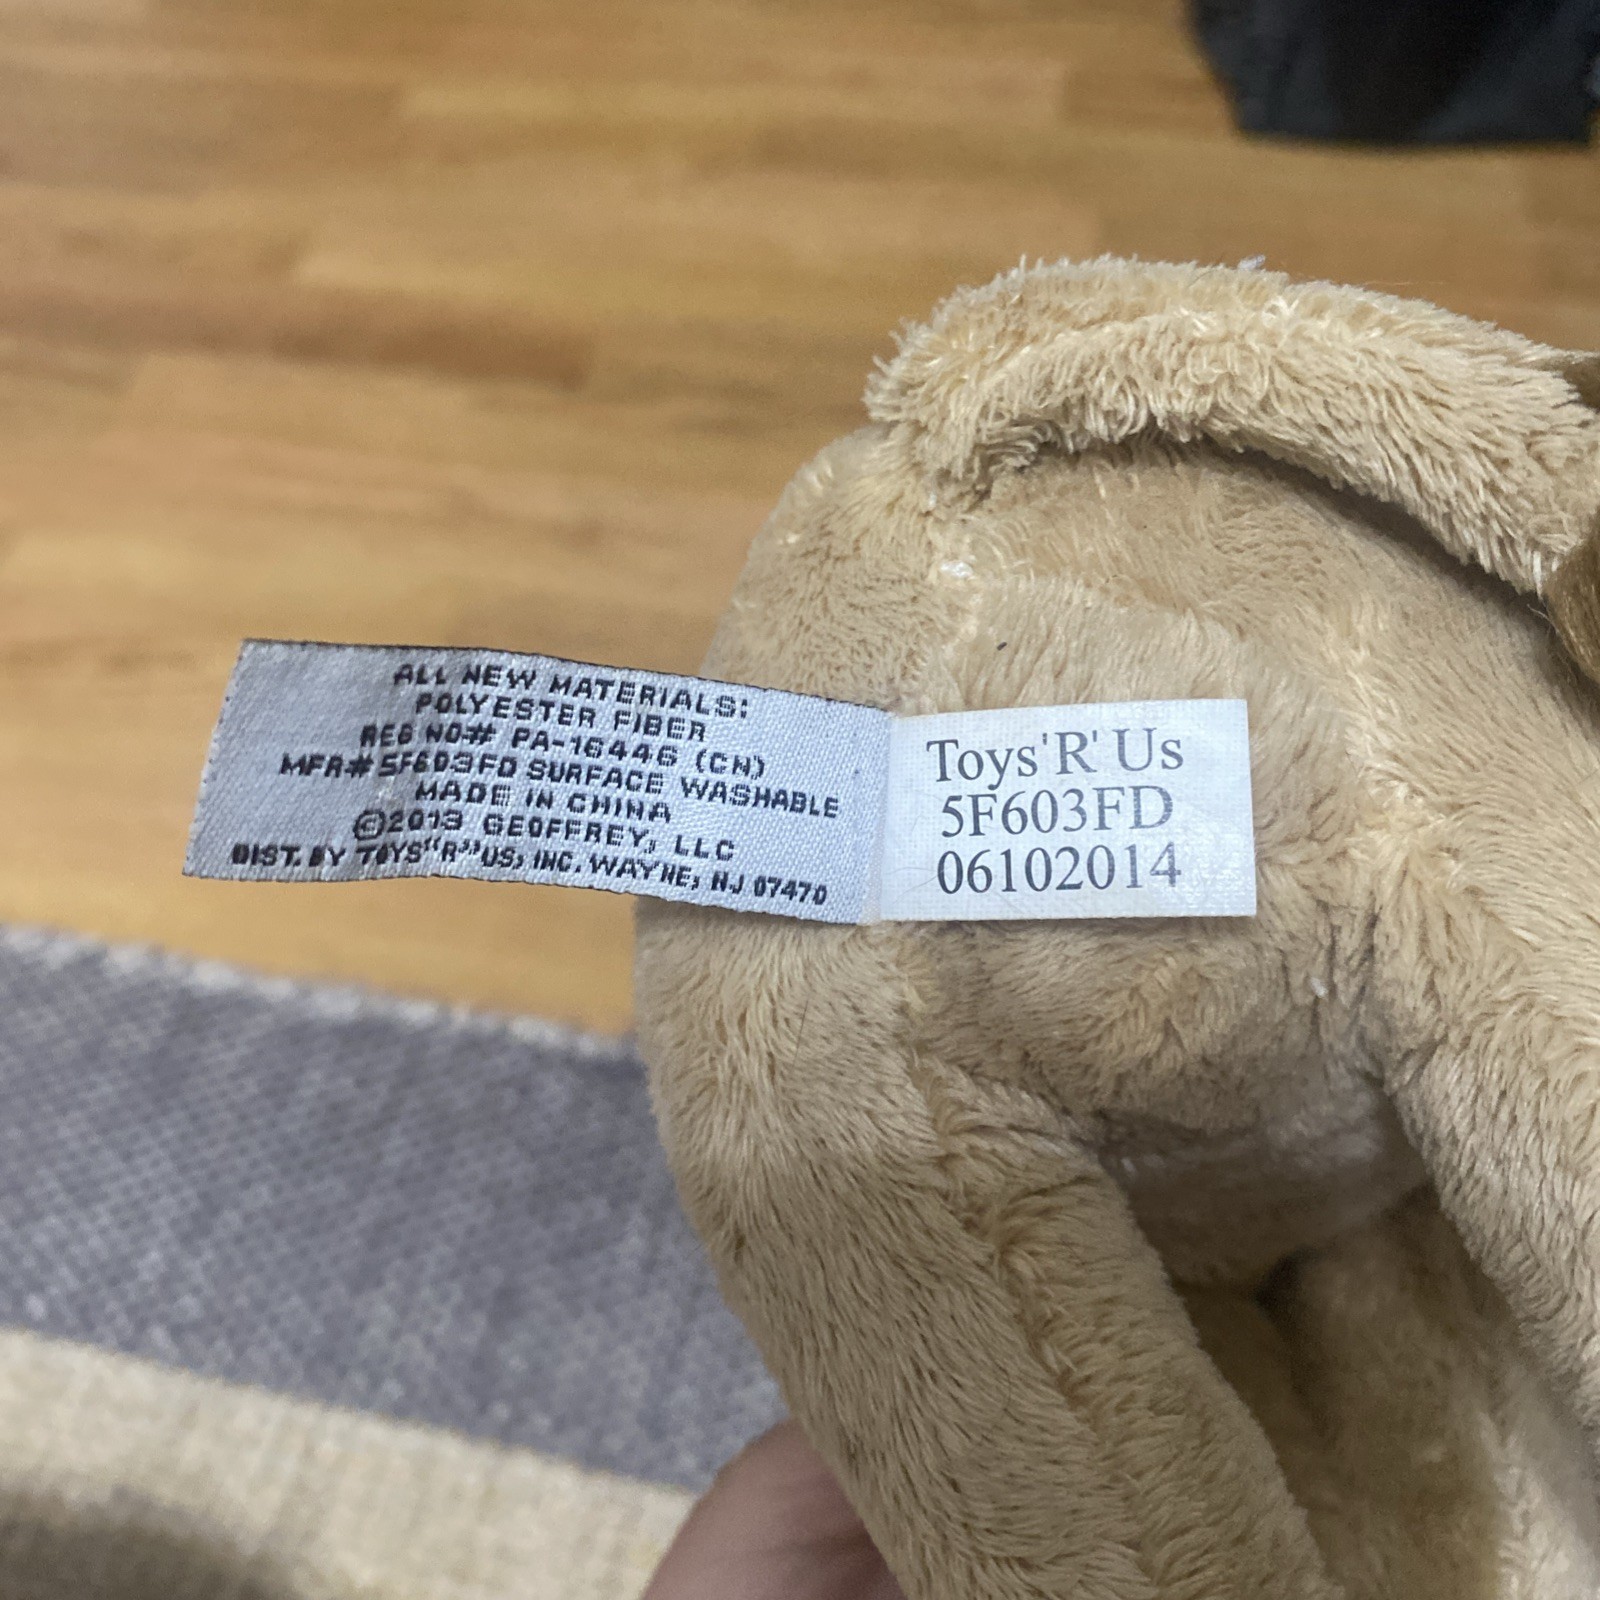 ALL NEW MATERIALS:
POLYESTER FIBER
REG NO# PA-16446 (CN)
MFR# 5F603FD SURFACE WASHABLE
MADE IN CHINA
©2013 GEOFFREY, LLC
DIST. BY TOYS"R"US, INC. WAYNE, NJ 07470
Toys'R' Us
5F603FD
06102014